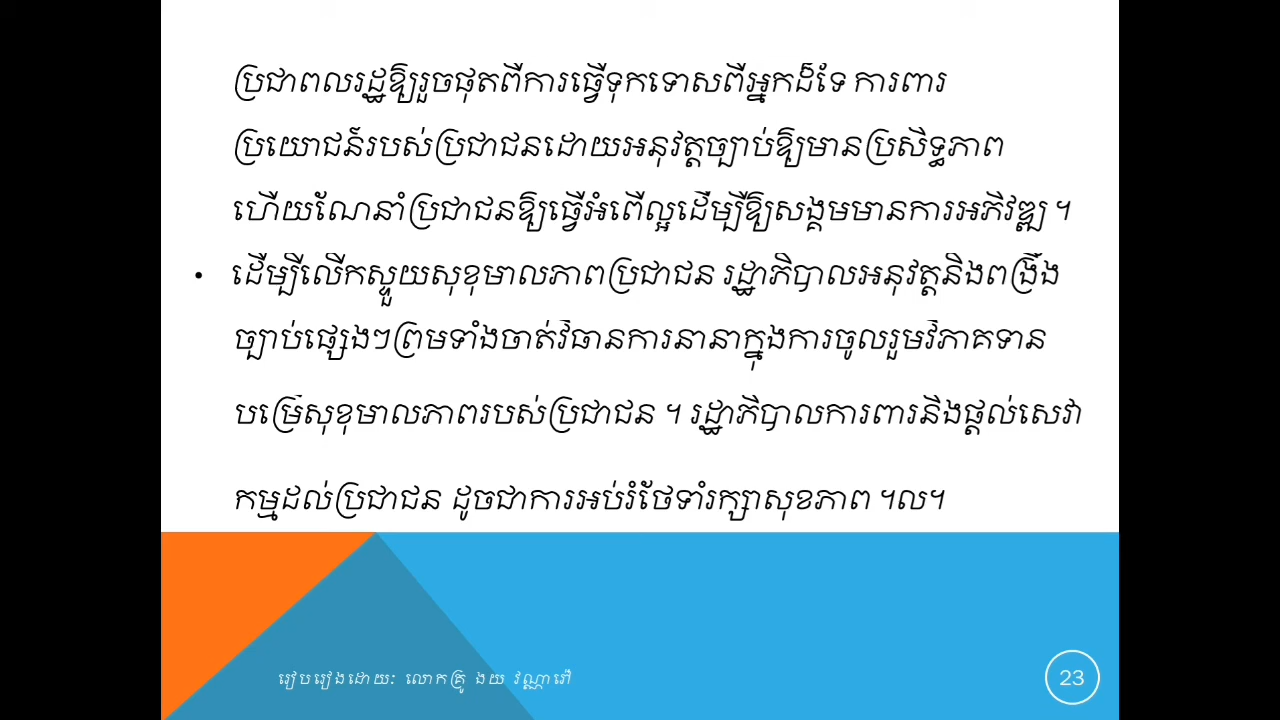 ប្រជាពលរដ្ឋឱ្យរួចផុតពីការធ្វើទុកទោសពីអ្នកដ៏ទៃ ការពារ
ប្រយោជន៍របស់ប្រជាជនដោយអនុវត្តច្បាប់ឱ្យមានប្រសិទ្ធភាព
ហើយណែនាំប្រជាជនឱ្យធ្វើអំពើល្អដើម្បីឱ្យសង្គមមានការអភិវឌ្ឍ ។
• ដើម្បីលើកស្ទួយសុខុមាលភាពប្រជាជន រដ្ឋាភិបាលអនុវត្តនិងពង្រឹង
ច្បាប់ផ្សេងៗព្រមទាំងចាត់វិធានការនានាក្នុងការចូលរួមវិភាគទាន
បម្រើសុខុមាលភាពរបស់ប្រជាជន ។ រដ្ឋាភិបាលការពារនិងផ្តល់សេវា
កម្មដល់ប្រជាជន ដូចជាការអប់រំថែទាំរក្សាសុខភាព ។ល។
រៀបរៀងដោយៈ លោកគ្រូ ងយ វណ្ណារ៉ៅ
23